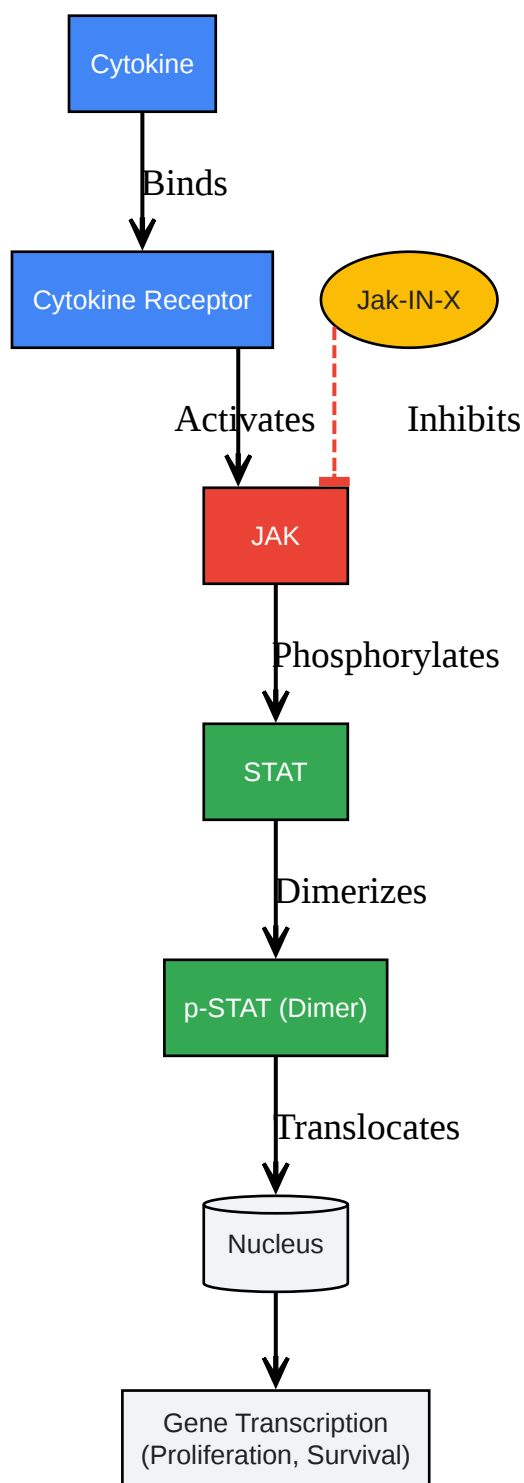 Cytokine
Binds
Cytokine Receptor
Jak-IN-X
Activates
Inhibits
JAK
Phosphorylates
STAT
Dimerizes
p-STAT (Dimer)
Translocates
Nucleus
Gene Transcription
(Proliferation, Survival)